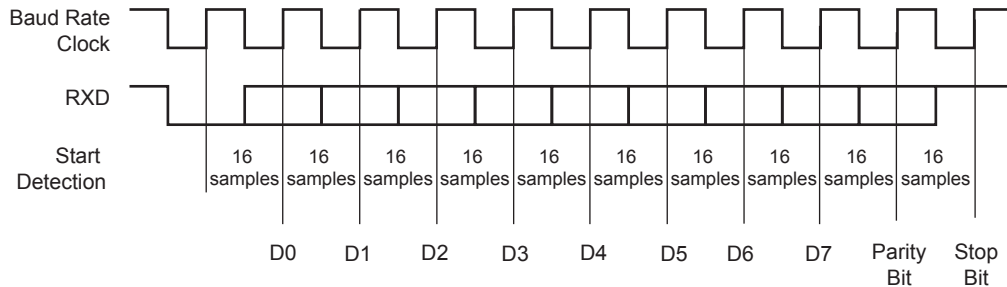 Baud Rate
Clock
RXD
Start
Detection
16 16 16 16 16 16 16 16 16 16
samples samples samples samples samples samples samples samples samples samples
D0 D1 D2 D3 D4 D5 D6 D7 Parity Stop
Bit Bit